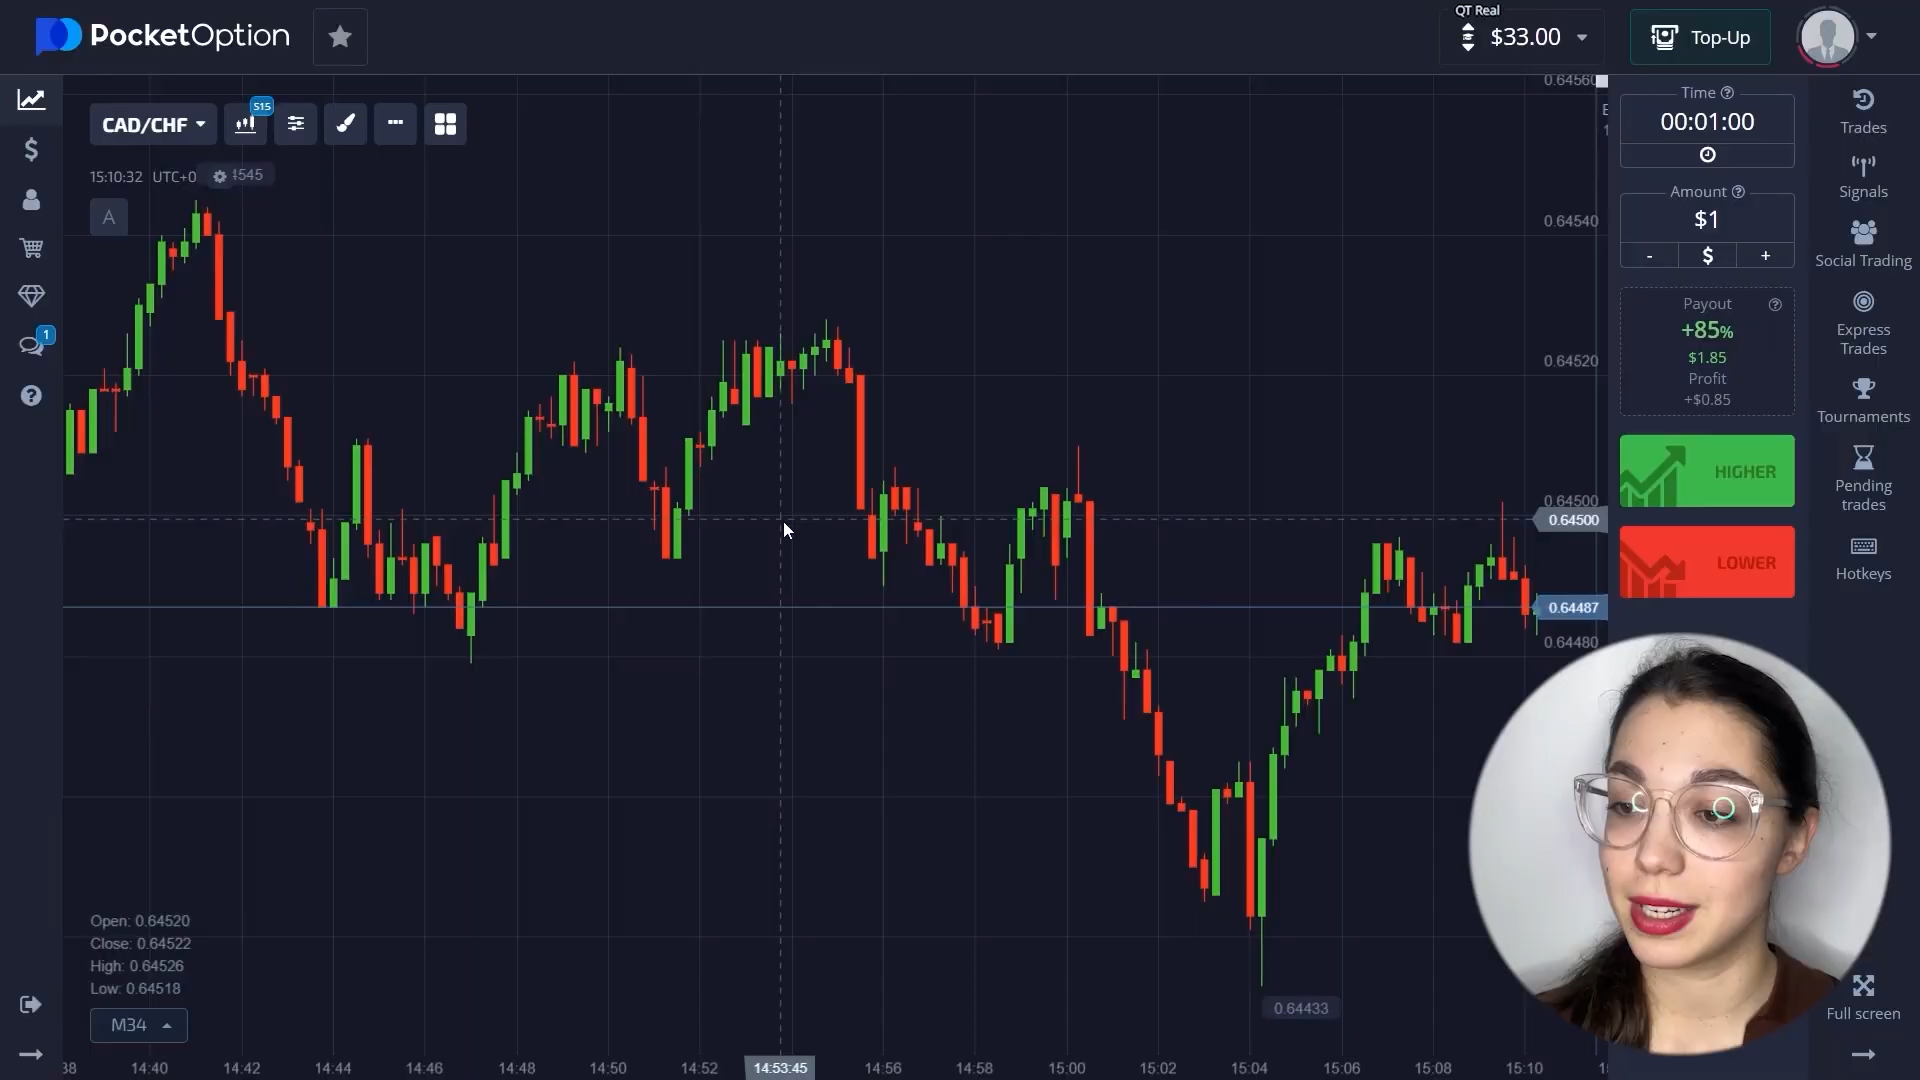 PocketOption
QT Real
$33.00
Top-Up
CAD/CHF
S15
15:10:32 UTC+0
4545
A
1
0.64560
0.64540
0.64520
0.64500
0.64500
0.64487
0.64480
0.64433
Time
00:01:00
Amount
$1
- $ +
Payout
+85%
$1.85
Profit
+$0.85
HIGHER
LOWER
Trades
Signals
Social Trading
Express
Trades
Tournaments
Pending
trades
Hotkeys
Full screen
Open: 0.64520
Close: 0.64522
High: 0.64526
Low: 0.64518
M34
38 14:40 14:42 14:43 14:44 14:46 14:48 14:50 14:52 14:53:45 14:56 14:58 15:00 15:02 15:04 15:06 15:08 15:10